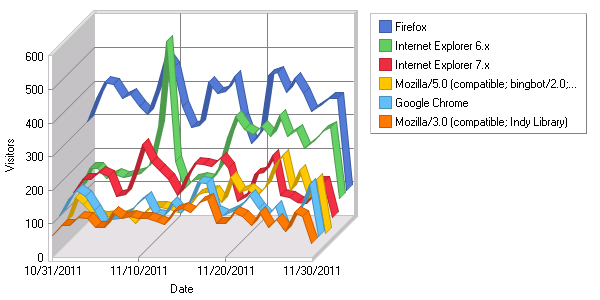 Firefox
Internet Explorer 6.x
Internet Explorer 7.x
Mozilla/5.0 (compatible; bingbot/2.0;...
Google Chrome
Mozilla/3.0 (compatible; Indy Library)
600
500
400
300
200
100
0
Visitors
10/31/2011 11/10/2011 11/20/2011 11/30/2011
Date